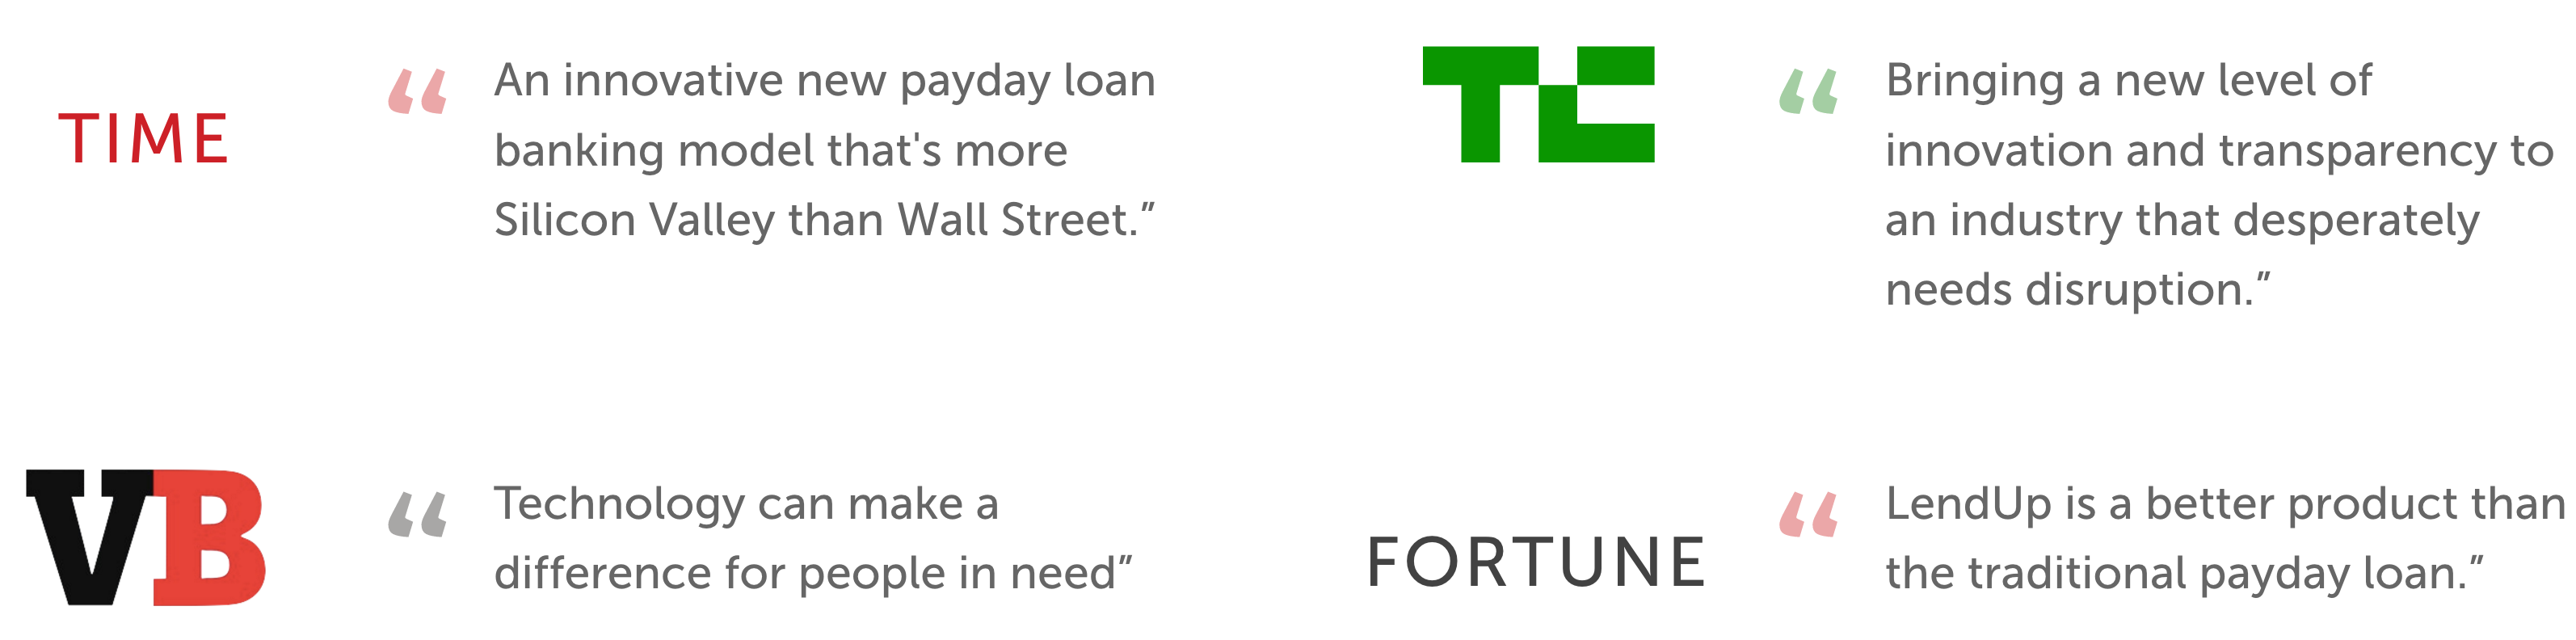 TIME
“ An innovative new payday loan
banking model that's more
Silicon Valley than Wall Street.”
TC
“ Bringing a new level of
innovation and transparency to
an industry that desperately
needs disruption.”
VB
“ Technology can make a
difference for people in need”
FORTUNE
“ LendUp is a better product than
the traditional payday loan.”